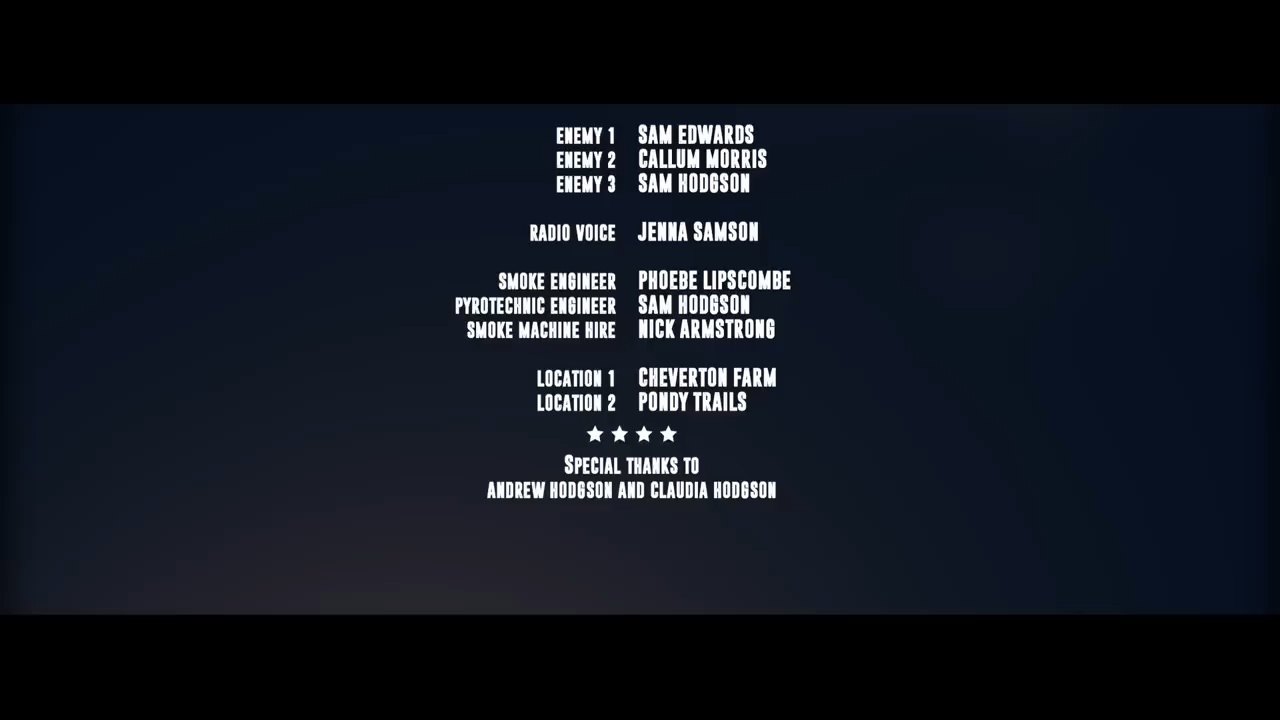 ENEMY 1 SAM EDWARDS
ENEMY 2 CALLUM MORRIS
ENEMY 3 SAM HODGSON
RADIO VOICE JENNA SAMSON
SMOKE ENGINEER PHOEBE LIPSCOMBE
PYROTECHNIC ENGINEER SAM HODGSON
SMOKE MACHINE HIRE NICK ARMSTRONG
LOCATION 1 CHEVERTON FARM
LOCATION 2 PONDY TRAILS
★ ★ ★ ★
SPECIAL THANKS TO
ANDREW HODGSON AND CLAUDIA HODGSON